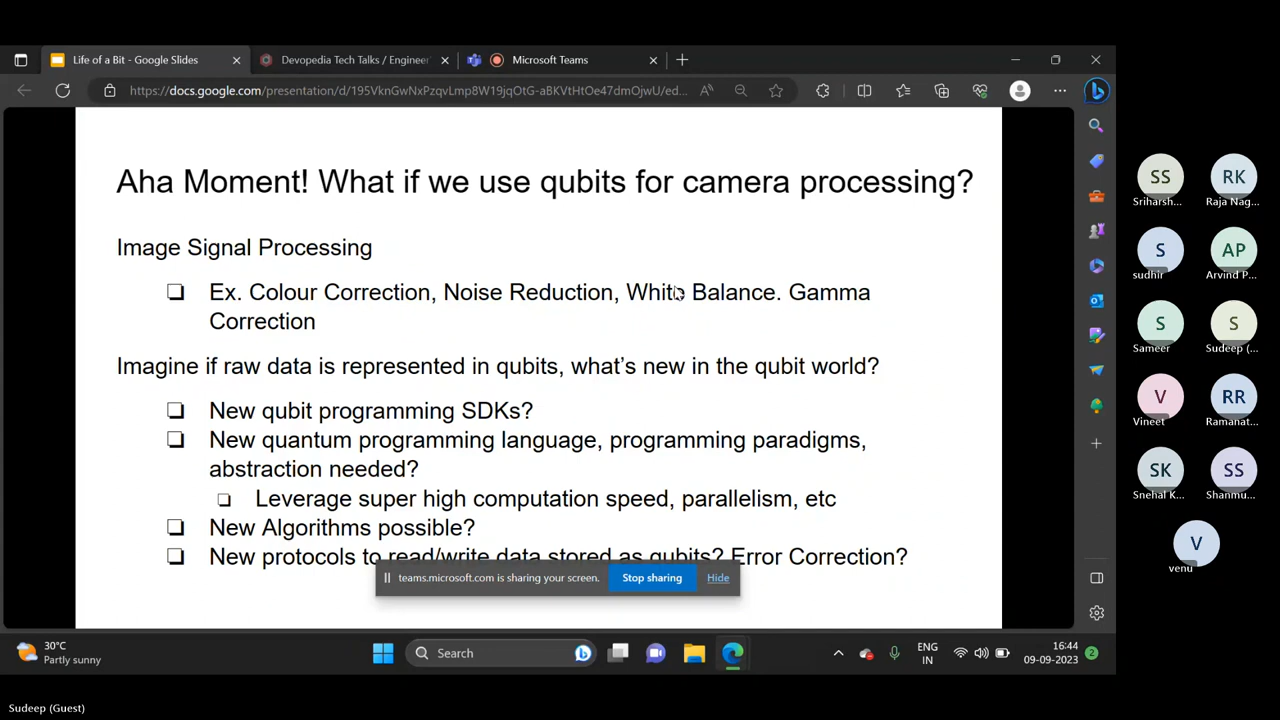 Life of a Bit - Google Slides
Devopedia Tech Talks / Engineer
Microsoft Teams
https://docs.google.com/presentation/d/195VknGwNxPzqvLmp8W19jqOtG-aBKVtHtOe47dmOjwU/ed...
Aha Moment! What if we use qubits for camera processing?
Image Signal Processing
Ex. Colour Correction, Noise Reduction, White Balance. Gamma
Correction
Imagine if raw data is represented in qubits, what's new in the qubit world?
New qubit programming SDKs?
New quantum programming language, programming paradigms,
abstraction needed?
Leverage super high computation speed, parallelism, etc
New Algorithms possible?
New protocols to read/write data stored as qubits? Error Correction?
teams.microsoft.com is sharing your screen.
Stop sharing
Hide
SS
Sriharsh...
RK
Raja Nag...
S
sudhir
AP
Arvind P...
S
Sameer
S
Sudeep (...
V
Vineet
RR
Ramanat...
SK
Snehal K...
SS
Shanmu...
V
venu
30°C
Partly sunny
Search
ENG
IN
16:44
09-09-2023
2
Sudeep (Guest)